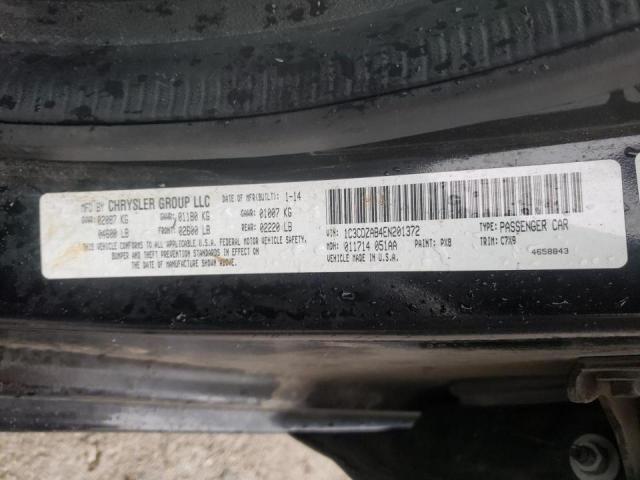 MFD BY CHRYSLER GROUP LLC
DATE OF MFR(BUILT): 1-14
GVWR: 02087 KG GAWR: 01180 KG GAWR: 01007 KG
04600 LB FRONT: 02600 LB REAR: 02220 LB
THIS VEHICLE CONFORMS TO ALL APPLICABLE U.S.A. FEDERAL MOTOR VEHICLE SAFETY,
BUMPER AND THEFT PREVENTION STANDARDS IN EFFECT ON
THE DATE OF MANUFACTURE SHOWN ABOVE.
VIN: 1C3CDZAB4EN201372 TYPE: PASSENGER CAR
MDH: 011714 051AA PAINT: PX8 TRIM: C7X9
VEHICLE MADE IN U.S.A. 4658843